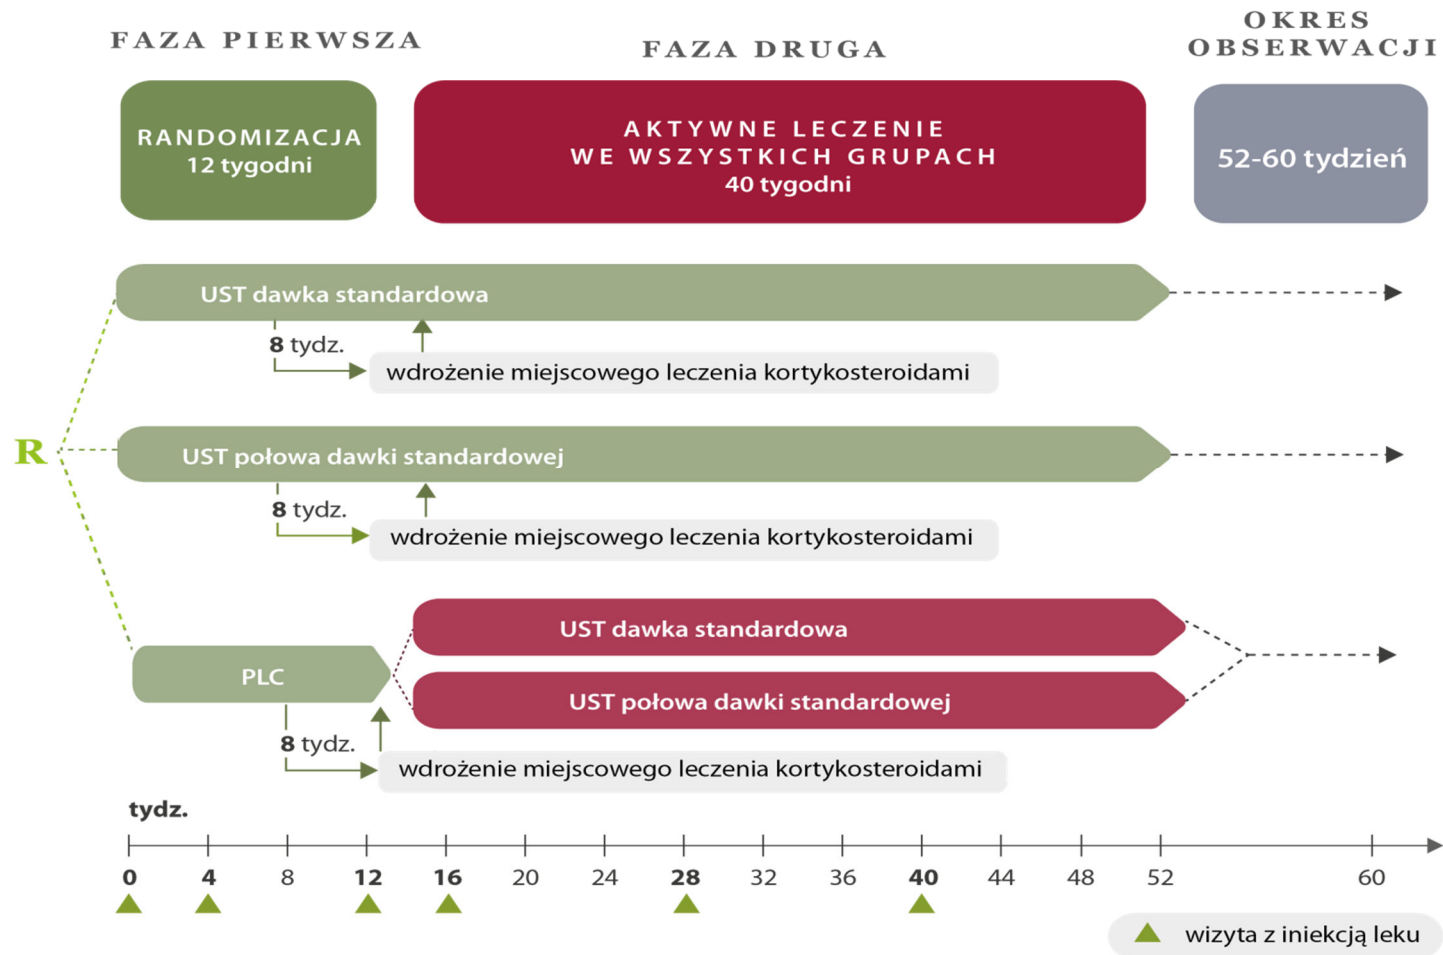 FAZA PIERWSZA
FAZA DRUGA
OKRES
OBSERWACJI
RANDOMIZACJA
12 tygodni
AKTYWNE LECZENIE
WE WSZYSTKICH GRUPACH
40 tygodni
52-60 tydzień
UST dawka standardowa
8 tydz.
wdrożenie miejscowego leczenia kortykosteroidami
R
UST połowa dawki standardowej
8 tydz.
wdrożenie miejscowego leczenia kortykosteroidami
UST dawka standardowa
PLC
UST połowa dawki standardowej
8 tydz.
wdrożenie miejscowego leczenia kortykosteroidami
tydz.
0 4 8 12 16 20 24 28 32 36 40 44 48 52 60
wizyta z iniekcją leku